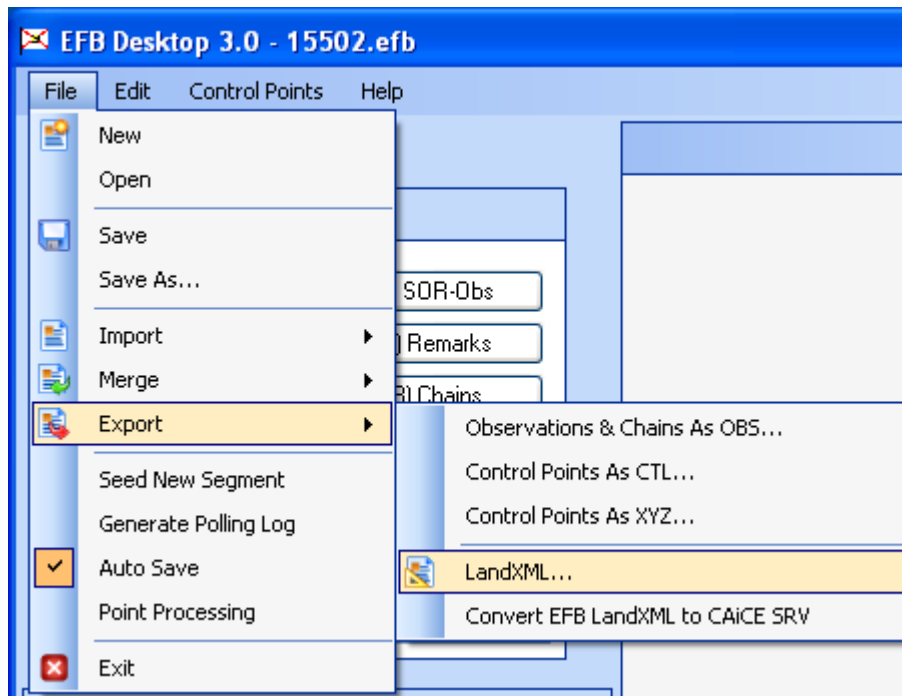 EFB Desktop 3.0 - 15502.efb
File Edit Control Points Help
New
Open
Save
Save As...
Import
Merge
Export
Seed New Segment
Generate Polling Log
Auto Save
Point Processing
Exit
SOR-Obs
) Remarks
) Chains
Observations & Chains As OBS...
Control Points As CTL...
Control Points As XYZ...
LandXML...
Convert EFB LandXML to CAiCE SRV